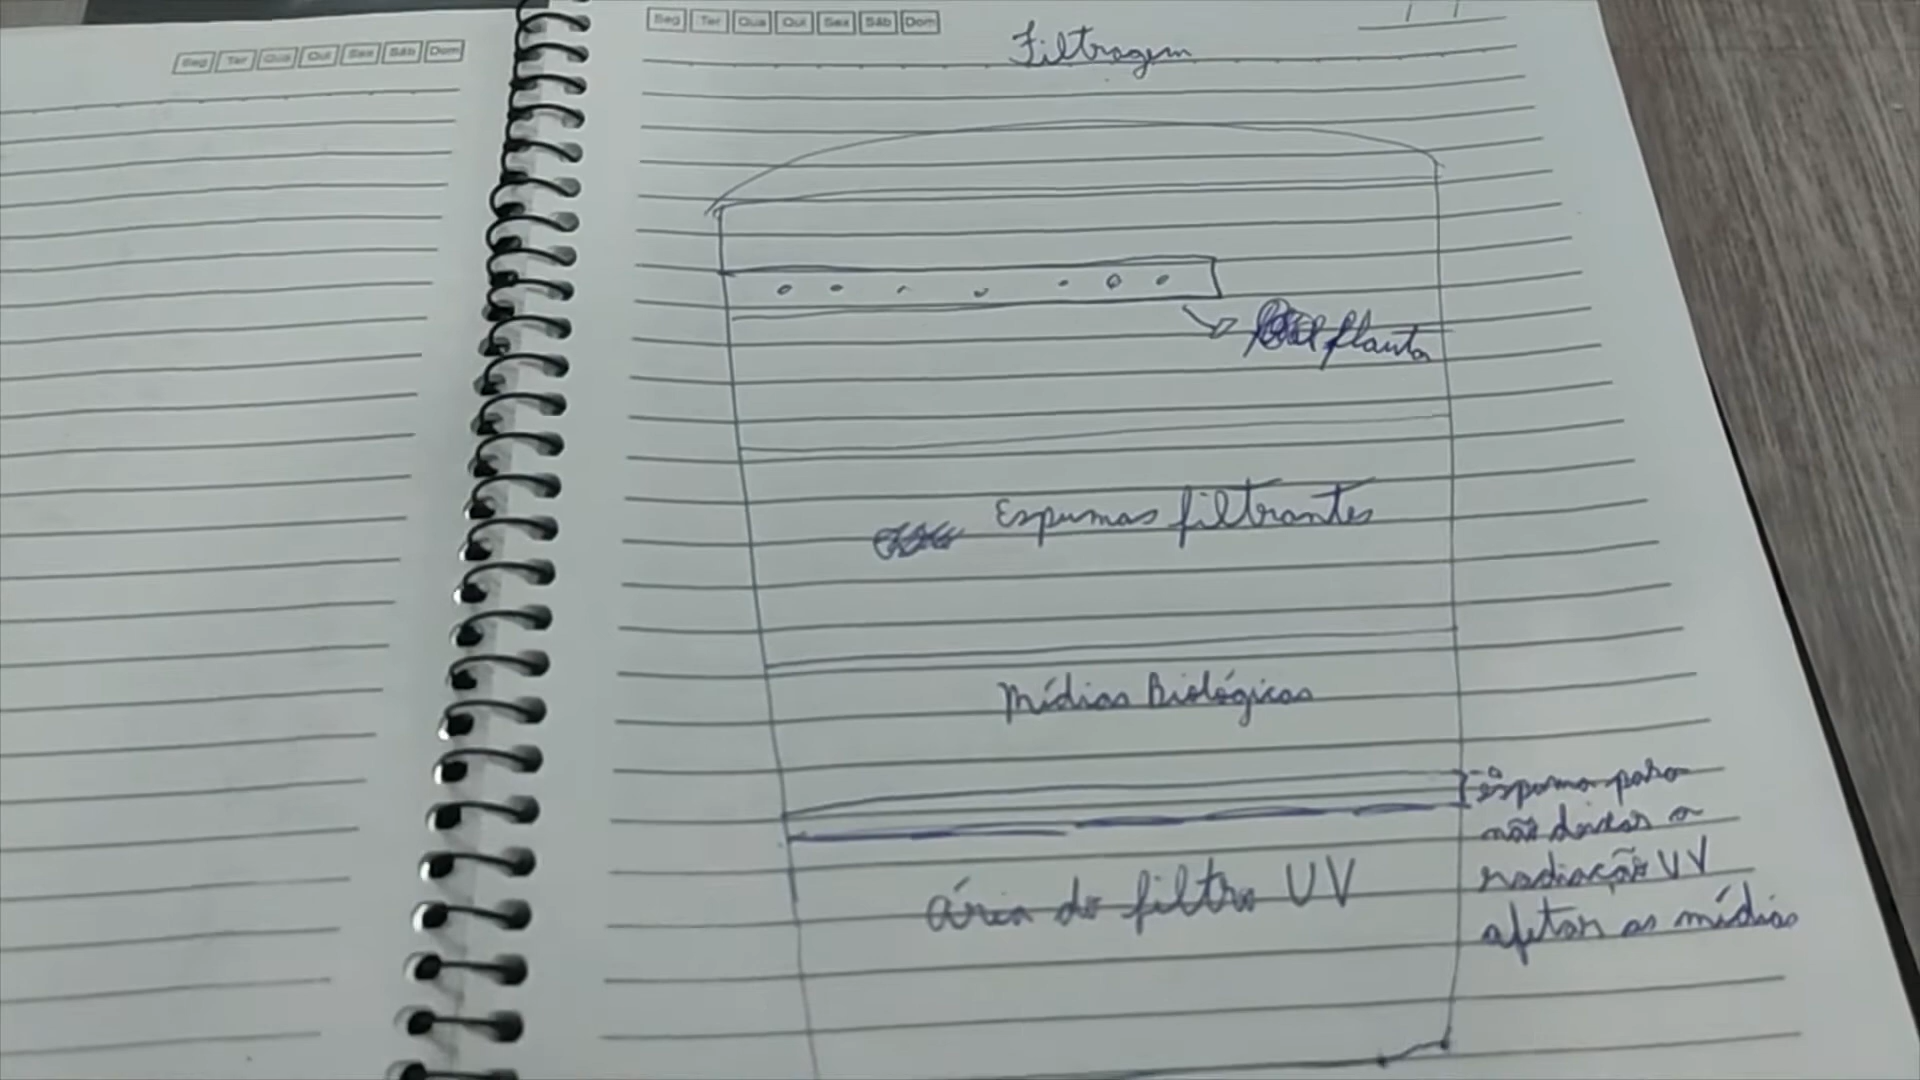 Seg Ter Qua Qui Sex Sáb Dom
Seg Ter Qua Qui Sex Sáb Dom
Filtragem
flauta
Espumas filtrantes
Mídias Biológicas
espuma para
não deixar a
radiação UV
afetar as mídias
área do filtro UV